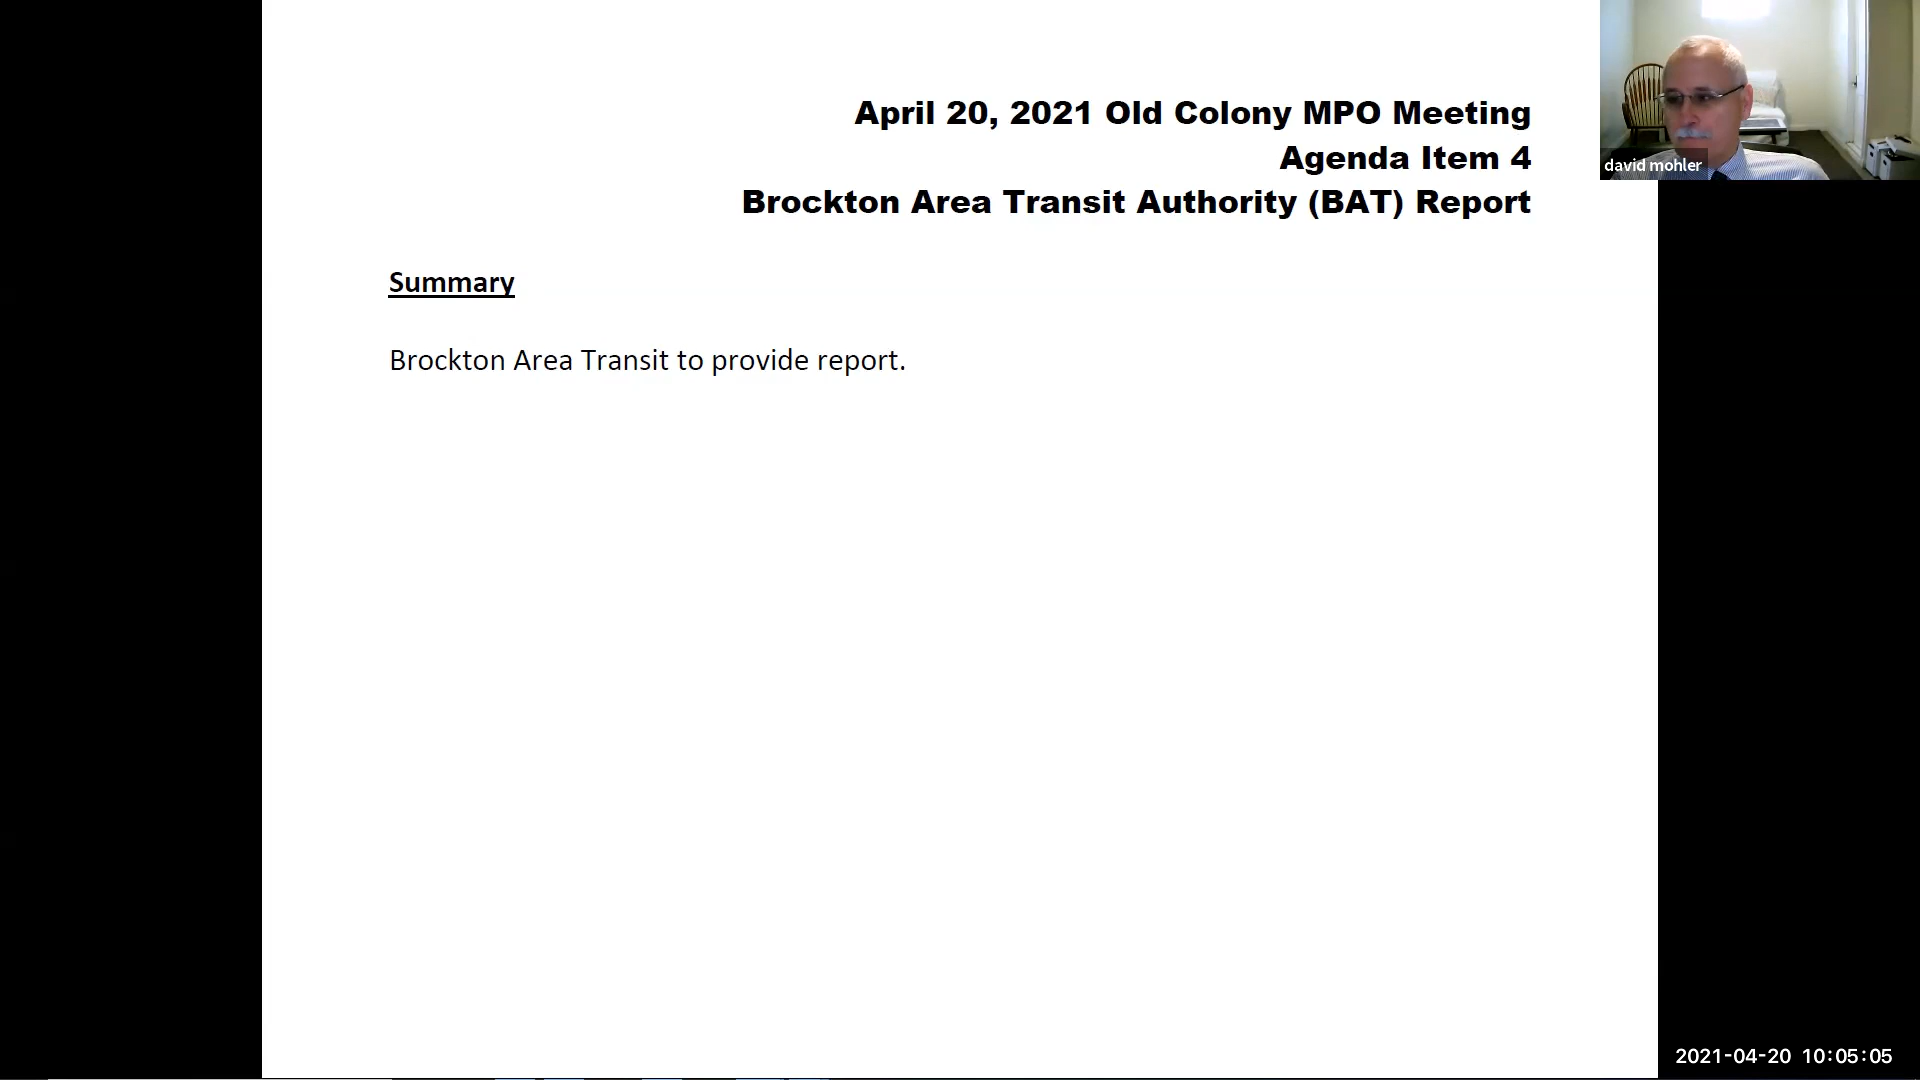 April 20, 2021 Old Colony MPO Meeting
Agenda Item 4
Brockton Area Transit Authority (BAT) Report
david mohler
Summary
Brockton Area Transit to provide report.
2021-04-20 10:05:05